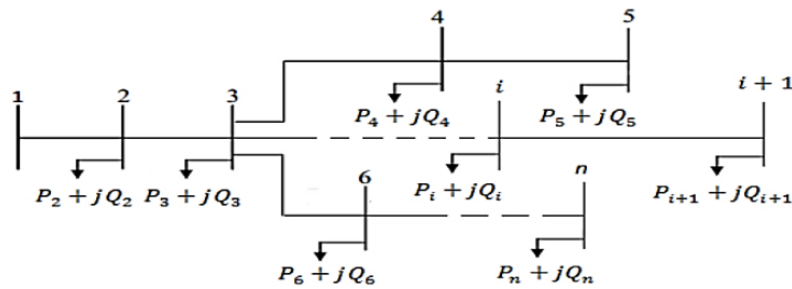 4 5
1 2 3 i i + 1
P₄ + jQ₄ P₅ + jQ₅
P₂ + jQ₂ P₃ + jQ₃ 6 Pᵢ + jQᵢ n Pᵢ₊₁ + jQᵢ₊₁
P₆ + jQ₆ Pₙ + jQₙ